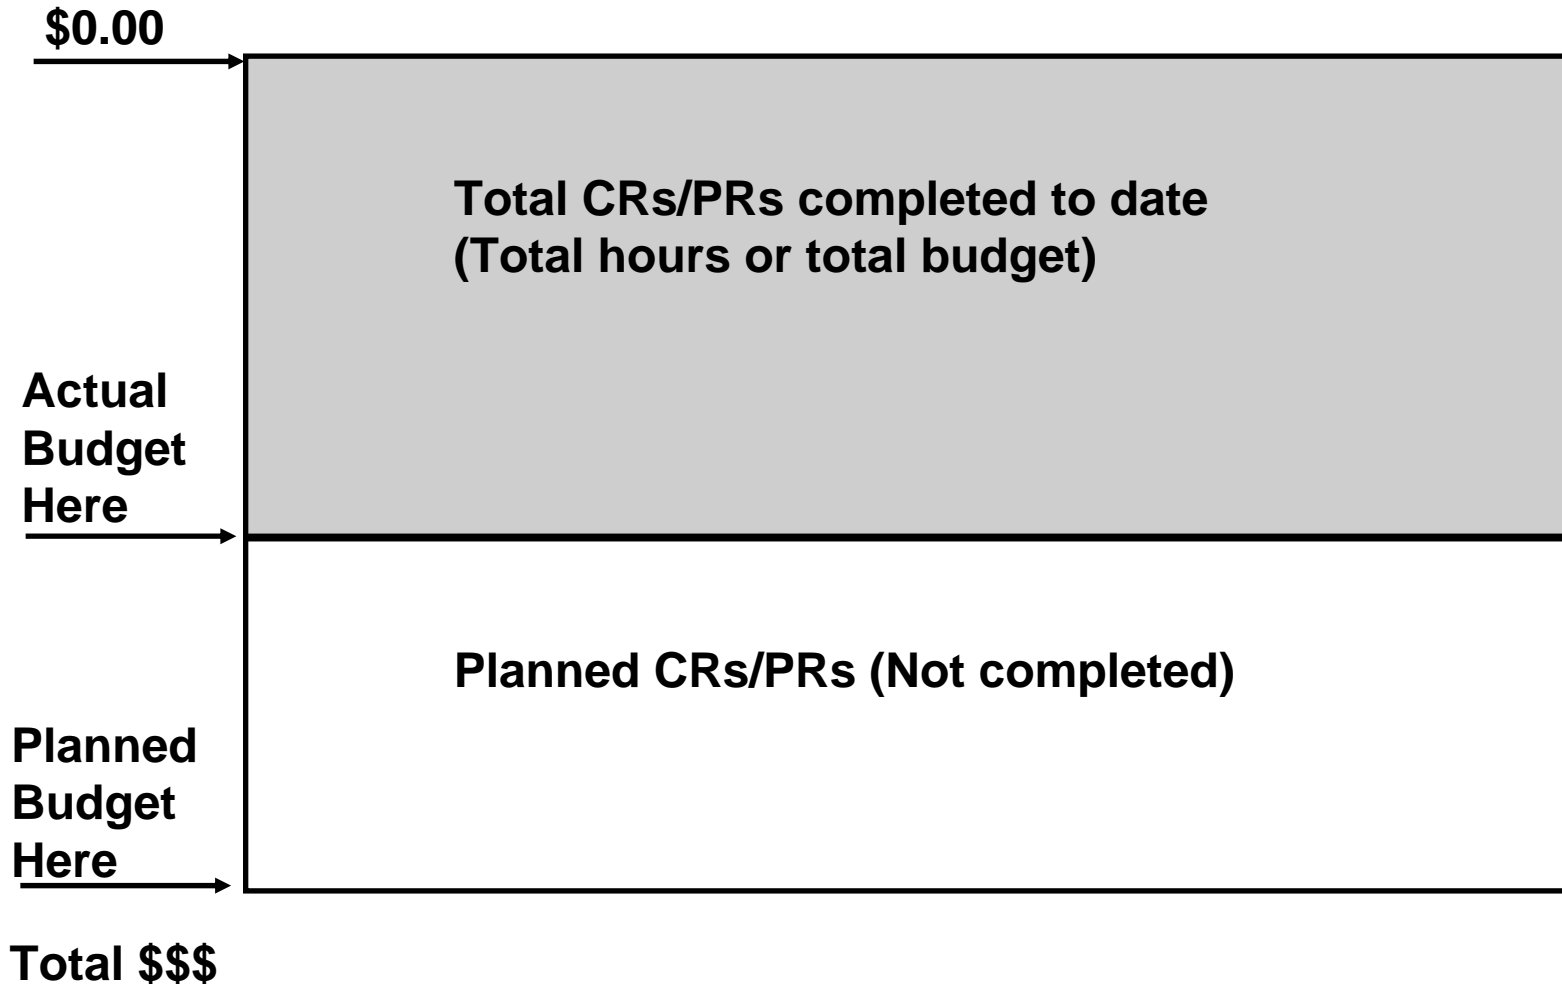 $0.00
Total CRs/PRs completed to date
(Total hours or total budget)
Actual
Budget
Here
Planned CRs/PRs (Not completed)
Planned
Budget
Here
Total $$$